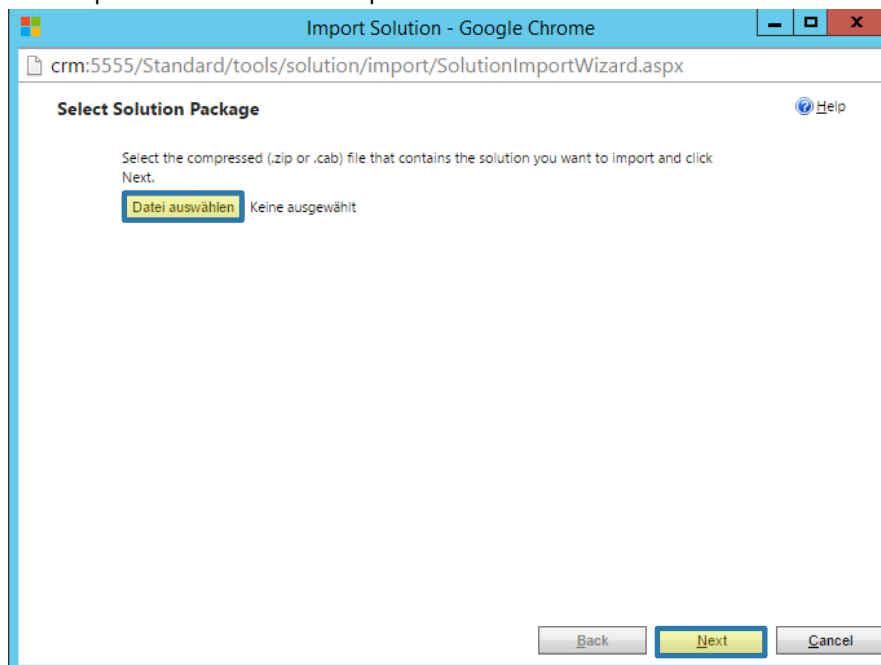 Import Solution - Google Chrome
crm:5555/Standard/tools/solution/import/SolutionImportWizard.aspx
Select Solution Package
Help
Select the compressed (.zip or .cab) file that contains the solution you want to import and click
Next.
Datei auswählen Keine ausgewählt
Back Next Cancel